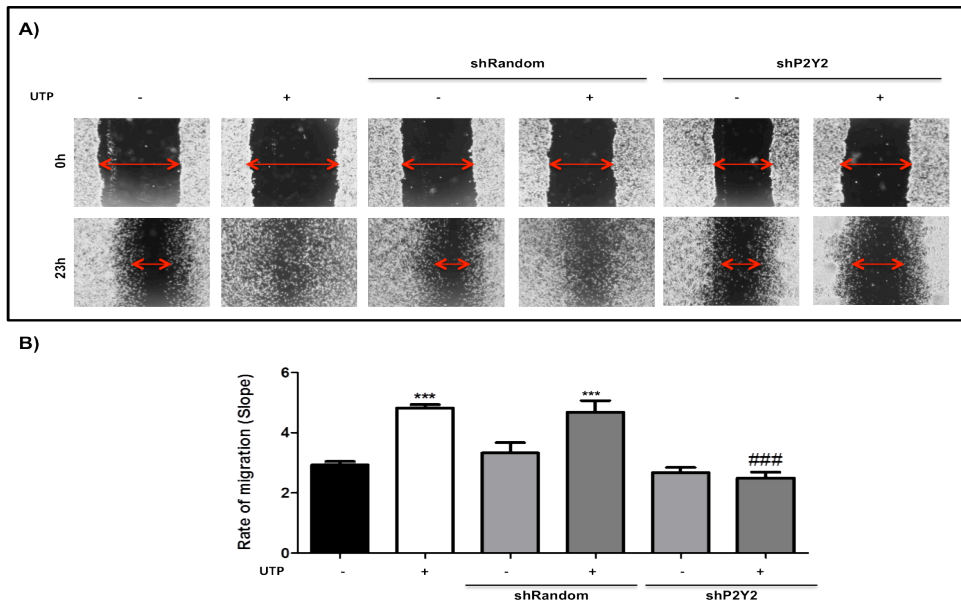 A)
shRandom shP2Y2
UTP - + - + - +
0h
23h
B)
Rate of migration (Slope)
6
4
2
0
*** *** ###
UTP - + - + - +
shRandom shP2Y2